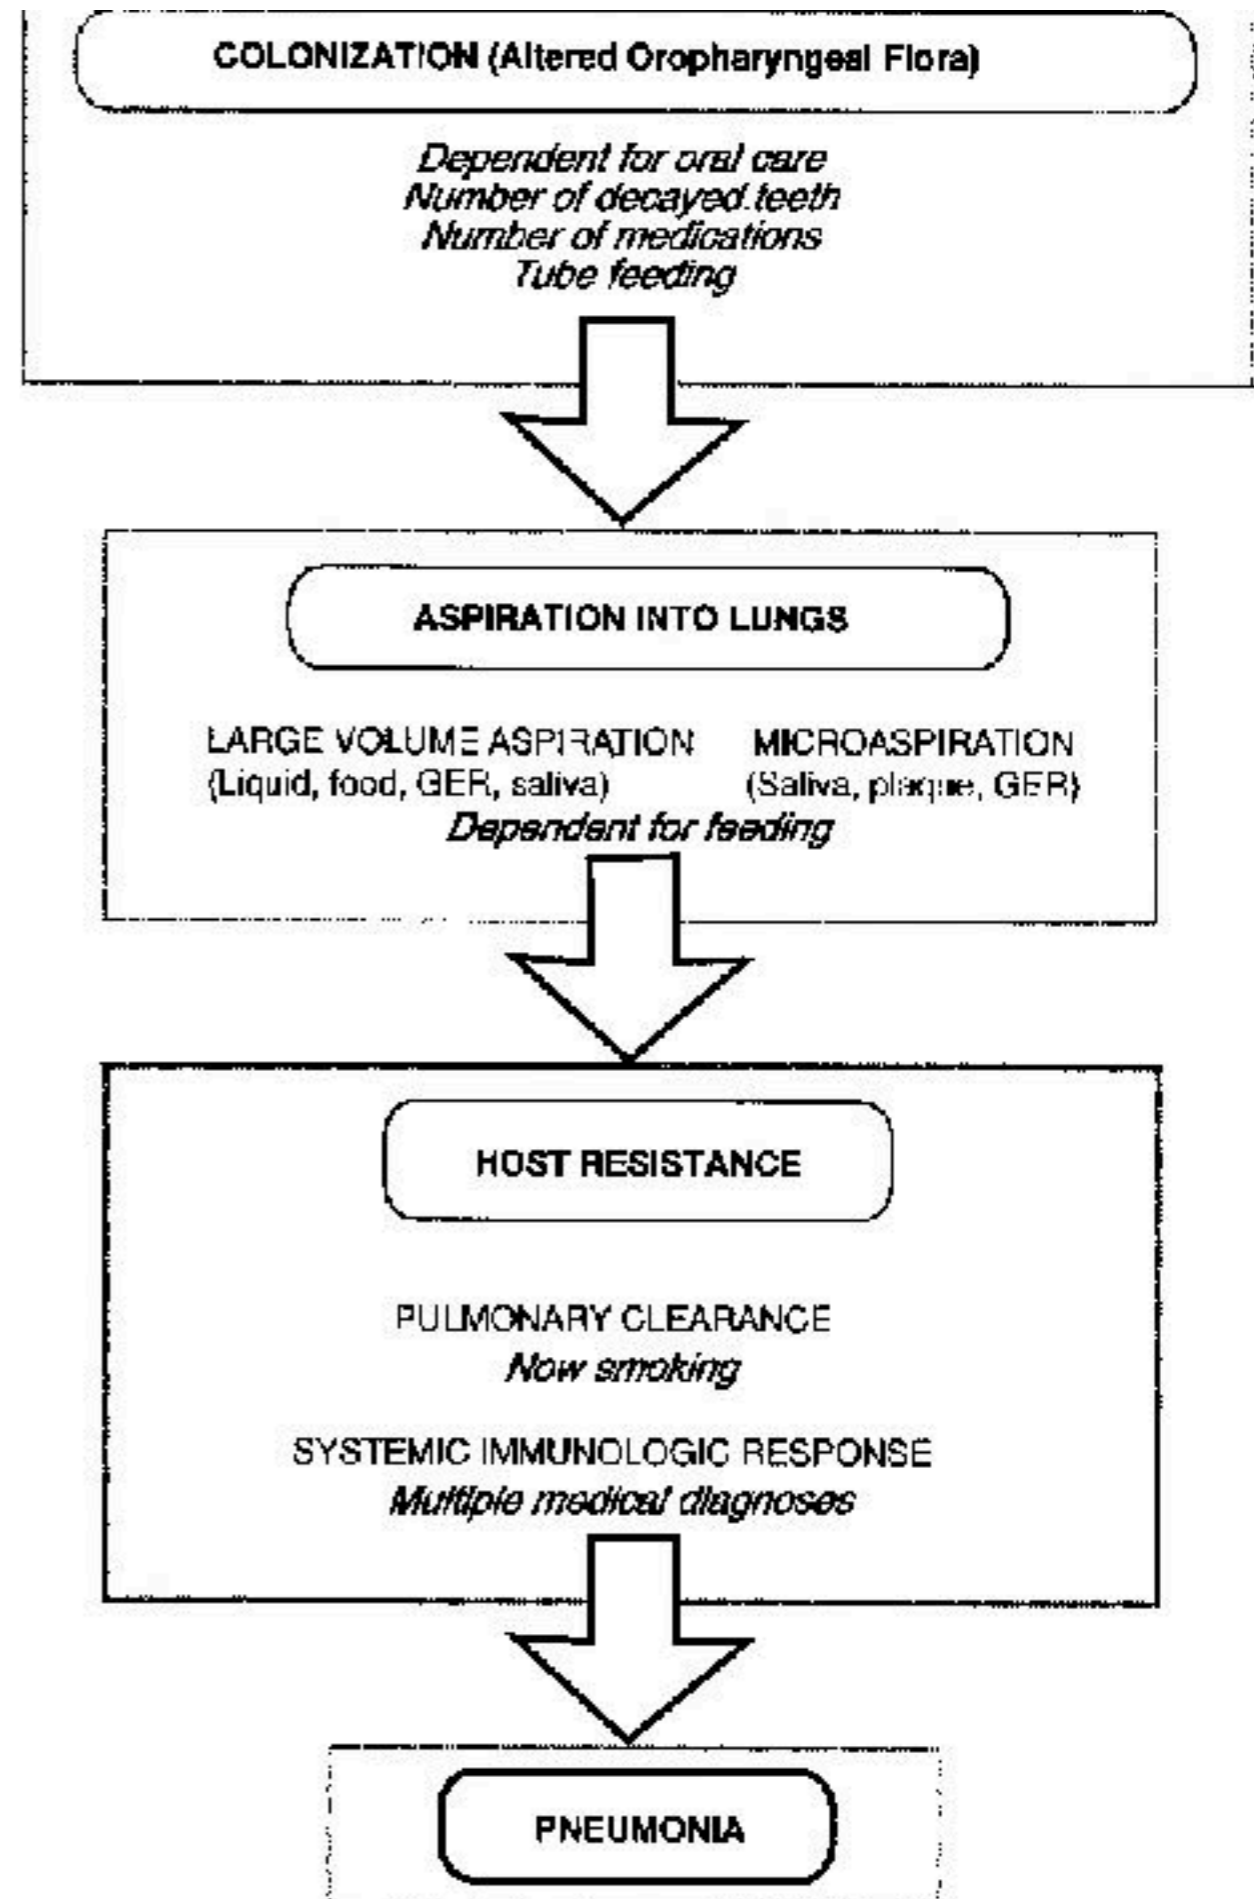 COLONIZATION (Altered Oropharyngeal Flora)
Dependent for oral care
Number of decayed teeth
Number of medications
Tube feeding
ASPIRATION INTO LUNGS
LARGE VOLUME ASPIRATION MICROASPIRATION
(Liquid, food, GER, saliva) (Saliva, plaque, GER)
Dependent for feeding
HOST RESISTANCE
PULMONARY CLEARANCE
Now smoking
SYSTEMIC IMMUNOLOGIC RESPONSE
Multiple medical diagnoses
PNEUMONIA